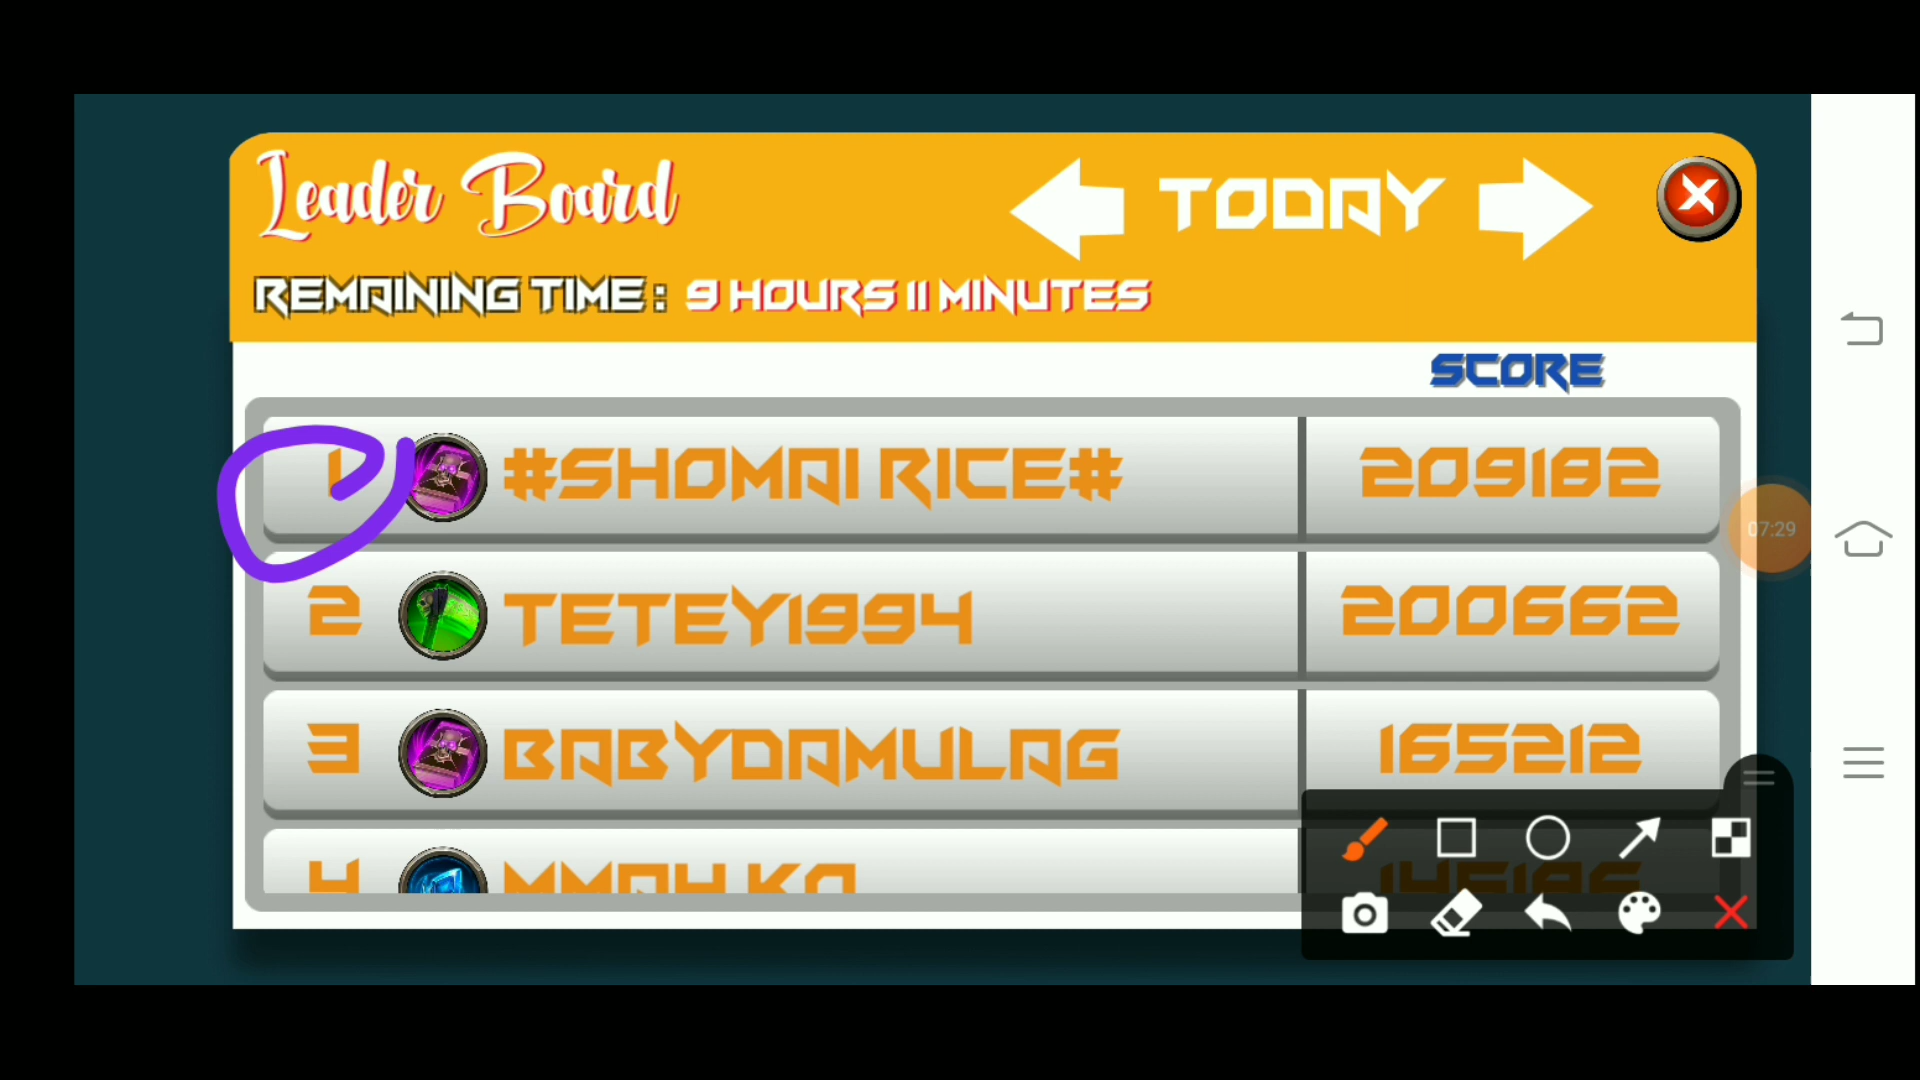 Leader Board
TODAY
REMAINING TIME : 9 HOURS 11 MINUTES
SCORE
1 #SHOMAI RICE# 209182
2 TETEY1994 200662
07:29
3 BABYDAMULAG 165212
4